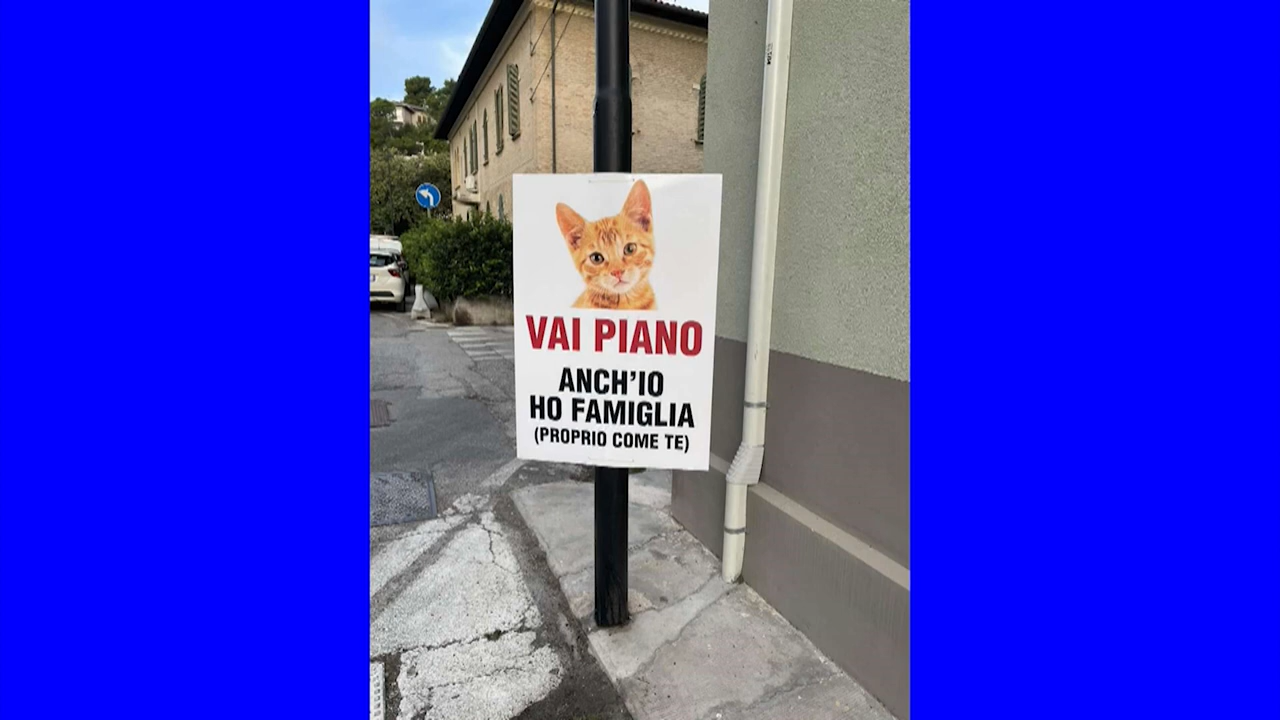 VAI PIANO
ANCH'IO
HO FAMIGLIA
(PROPRIO COME TE)